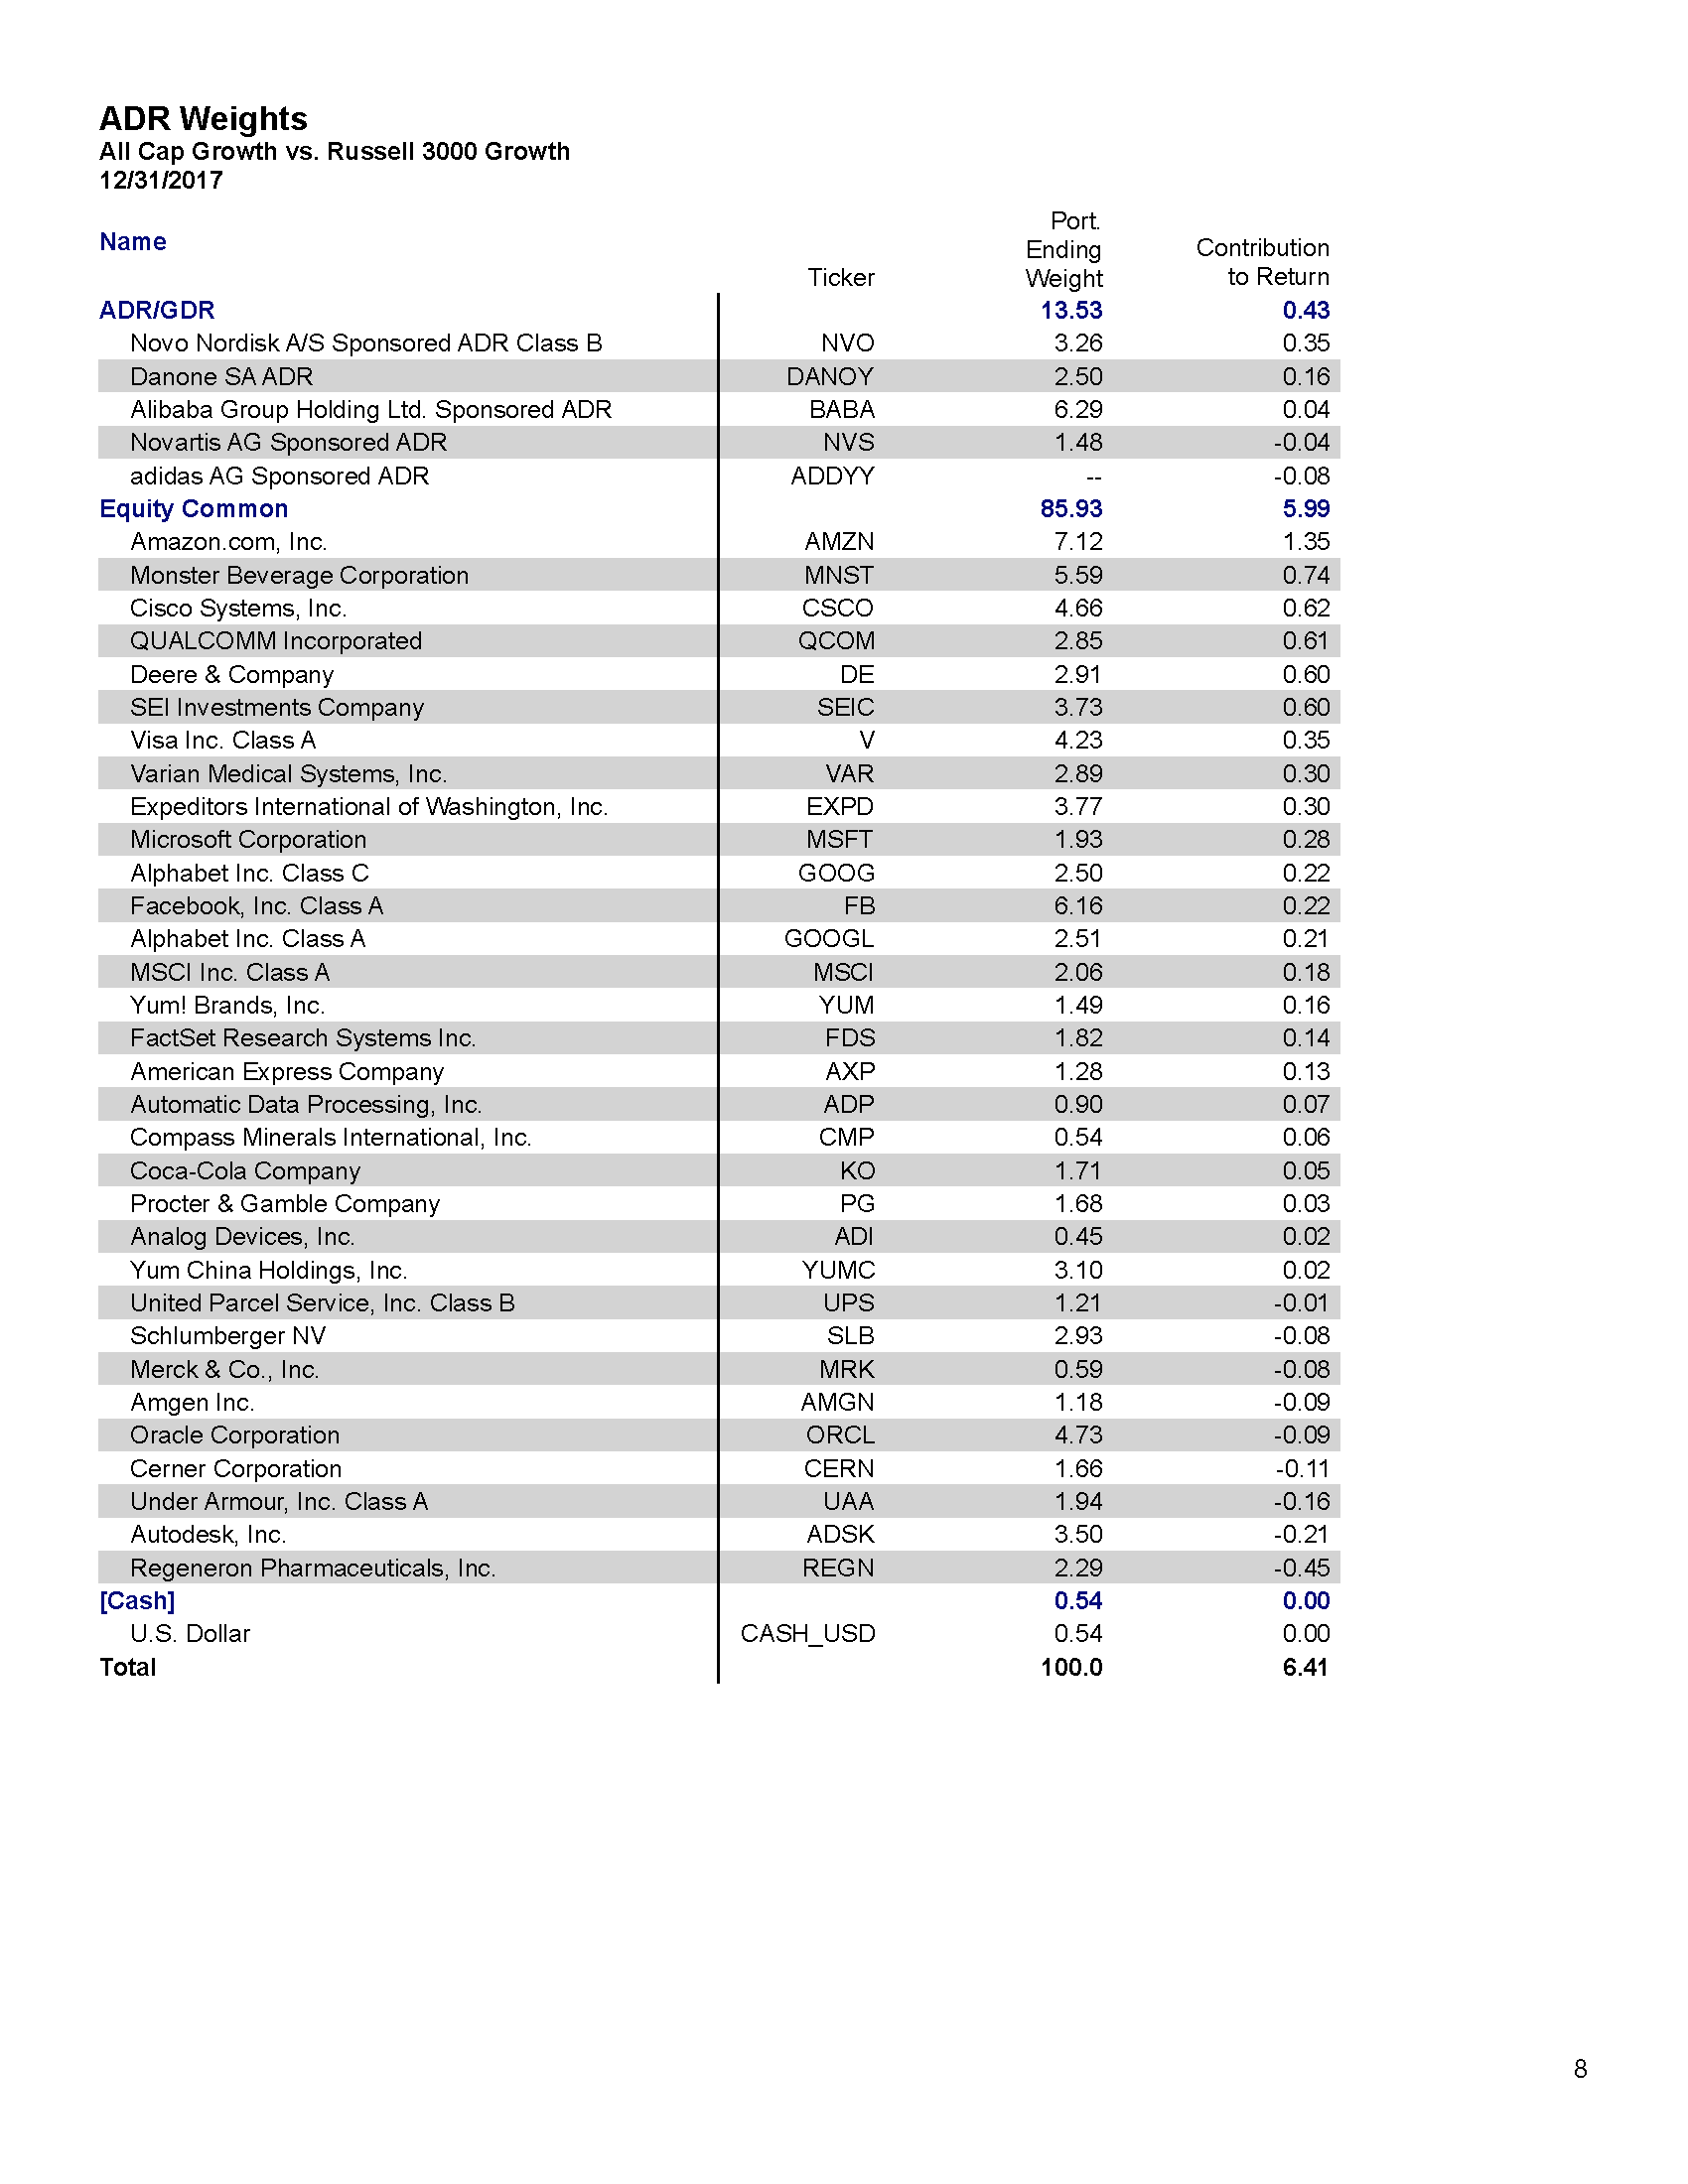 ADR Weights
All Cap Growth vs. Russell 3000 Growth
12/31/2017
Name Ticker Port. Ending Weight Contribution to Return
ADR/GDR 13.53 0.43
Novo Nordisk A/S Sponsored ADR Class B NVO 3.26 0.35
Danone SA ADR DANOY 2.50 0.16
Alibaba Group Holding Ltd. Sponsored ADR BABA 6.29 0.04
Novartis AG Sponsored ADR NVS 1.48 -0.04
adidas AG Sponsored ADR ADDYY -- -0.08
Equity Common 85.93 5.99
Amazon.com, Inc. AMZN 7.12 1.35
Monster Beverage Corporation MNST 5.59 0.74
Cisco Systems, Inc. CSCO 4.66 0.62
QUALCOMM Incorporated QCOM 2.85 0.61
Deere & Company DE 2.91 0.60
SEI Investments Company SEIC 3.73 0.60
Visa Inc. Class A V 4.23 0.35
Varian Medical Systems, Inc. VAR 2.89 0.30
Expeditors International of Washington, Inc. EXPD 3.77 0.30
Microsoft Corporation MSFT 1.93 0.28
Alphabet Inc. Class C GOOG 2.50 0.22
Facebook, Inc. Class A FB 6.16 0.22
Alphabet Inc. Class A GOOGL 2.51 0.21
MSCI Inc. Class A MSCI 2.06 0.18
Yum! Brands, Inc. YUM 1.49 0.16
FactSet Research Systems Inc. FDS 1.82 0.14
American Express Company AXP 1.28 0.13
Automatic Data Processing, Inc. ADP 0.90 0.07
Compass Minerals International, Inc. CMP 0.54 0.06
Coca-Cola Company KO 1.71 0.05
Procter & Gamble Company PG 1.68 0.03
Analog Devices, Inc. ADI 0.45 0.02
Yum China Holdings, Inc. YUMC 3.10 0.02
United Parcel Service, Inc. Class B UPS 1.21 -0.01
Schlumberger NV SLB 2.93 -0.08
Merck & Co., Inc. MRK 0.59 -0.08
Amgen Inc. AMGN 1.18 -0.09
Oracle Corporation ORCL 4.73 -0.09
Cerner Corporation CERN 1.66 -0.11
Under Armour, Inc. Class A UAA 1.94 -0.16
Autodesk, Inc. ADSK 3.50 -0.21
Regeneron Pharmaceuticals, Inc. REGN 2.29 -0.45
[Cash] 0.54 0.00
U.S. Dollar CASH_USD 0.54 0.00
Total 100.0 6.41
8